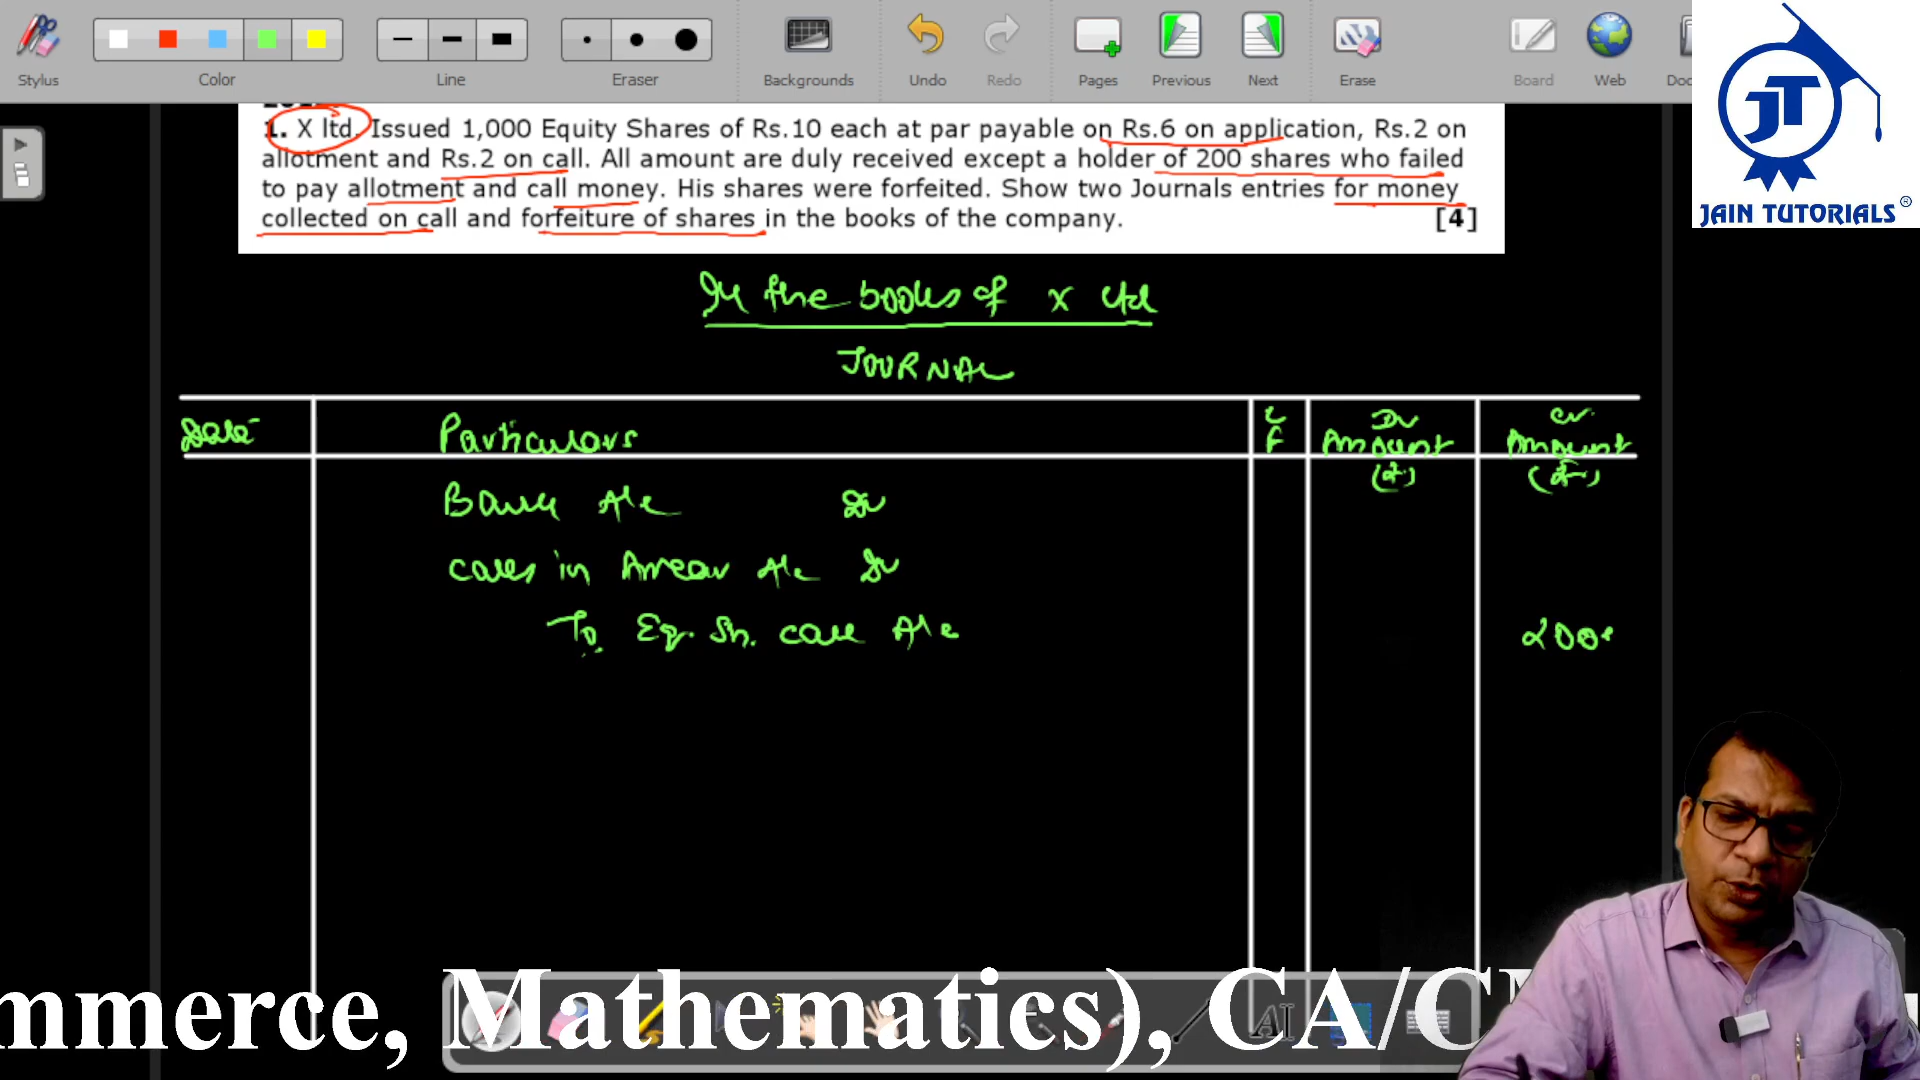 Stylus
Color
Line
Eraser
Backgrounds
Undo
Redo
Pages
Previous
Next
Erase
Board
Web
JT
JAIN TUTORIALS®
1. X ltd. Issued 1,000 Equity Shares of Rs.10 each at par payable on Rs.6 on application, Rs.2 on
allotment and Rs.2 on call. All amount are duly received except a holder of 200 shares who failed
to pay allotment and call money. His shares were forfeited. Show two Journals entries for money
collected on call and forfeiture of shares in the books of the company. [4]
In the books of X Ltd
JOURNAL
Date Particulars L F Dr Amount (₹) Cr Amount (₹)
Bank A/c Dr
Calls in Arrear A/c Dr
To Eq. Sh. Call A/c 2000
mmerce, Mathematics), CA/C